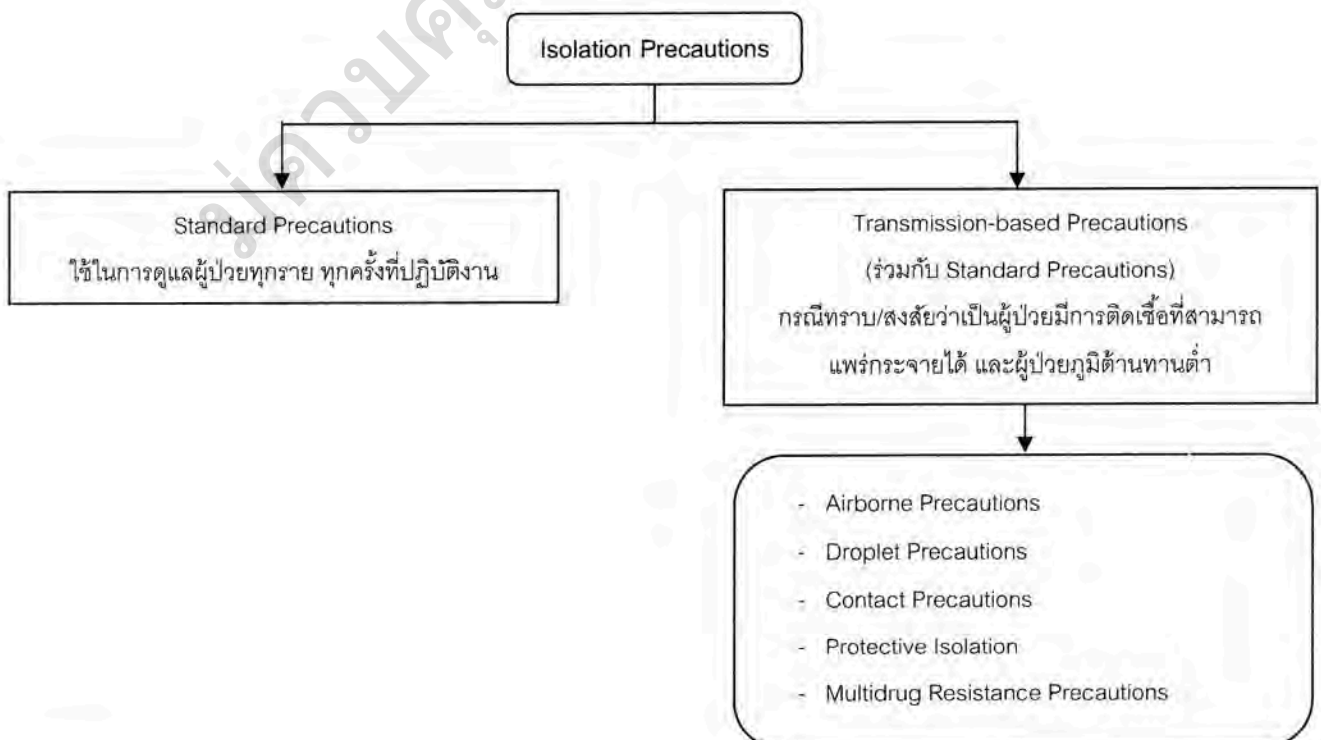 Isolation Precautions
Standard Precautions
ใช้ในการดูแลผู้ป่วยทุกราย ทุกครั้งที่ปฏิบัติงาน
Transmission-based Precautions
(ร่วมกับ Standard Precautions)
กรณีทราบ/สงสัยว่าเป็นผู้ป่วยมีการติดเชื้อที่สามารถ
แพร่กระจายได้ และผู้ป่วยภูมิต้านทานต่ำ
- Airborne Precautions
- Droplet Precautions
- Contact Precautions
- Protective Isolation
- Multidrug Resistance Precautions